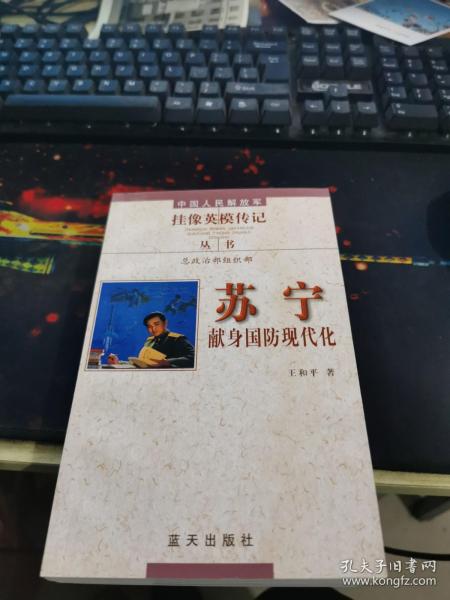 中国人民解放军
挂像英模传记
丛书
总政治部组织部
苏宁
献身国防现代化
王和平 著
蓝天出版社
孔夫子旧书网
www.kongfz.com